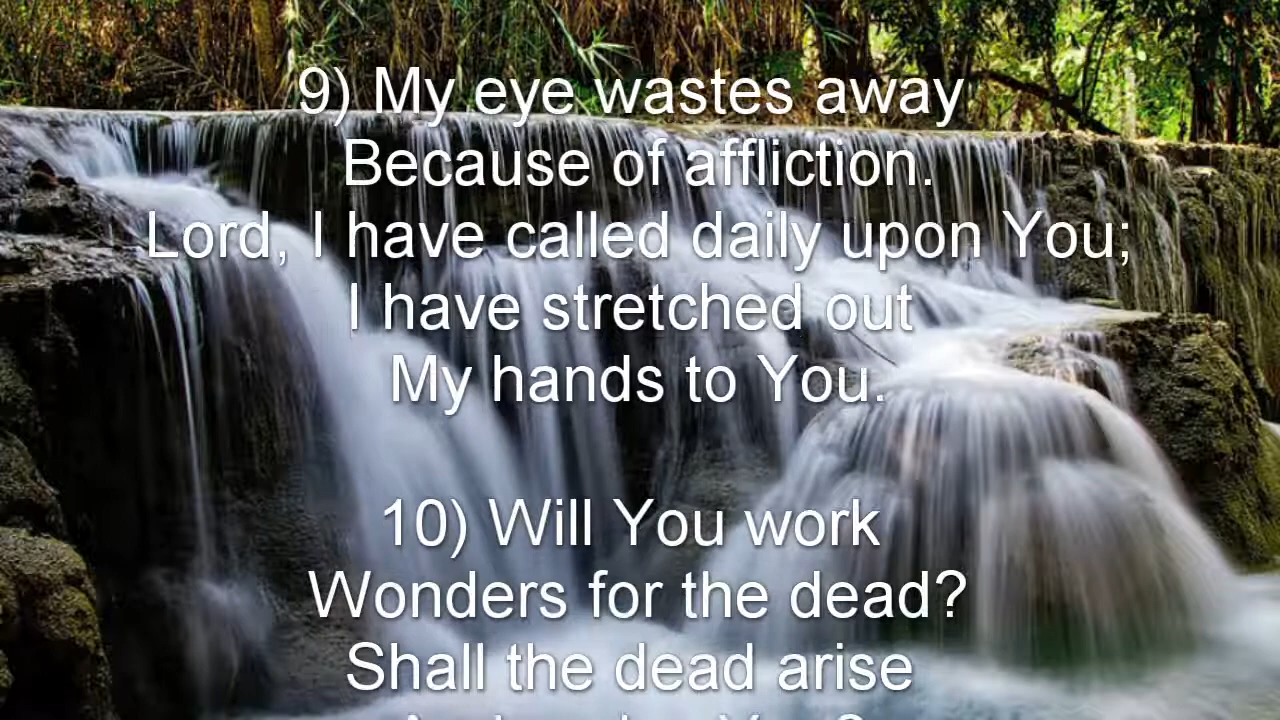 9) My eye wastes away
Because of affliction.
Lord, I have called daily upon You;
I have stretched out
My hands to You.
10) Will You work
Wonders for the dead?
Shall the dead arise